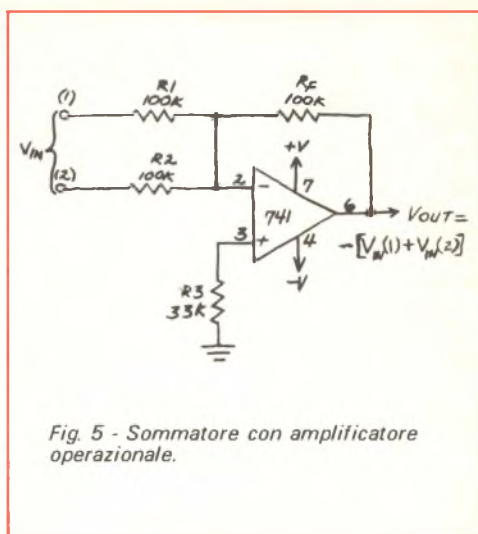 R1
100K
RF
100K
(1)
VIN
(2)
R2
100K
+V
2
-
7
741
6
VOUT=
3
+
4
-[VIN(1)+VIN(2)]
-V
R3
33K
Fig. 5 - Sommatore con amplificatore
operazionale.